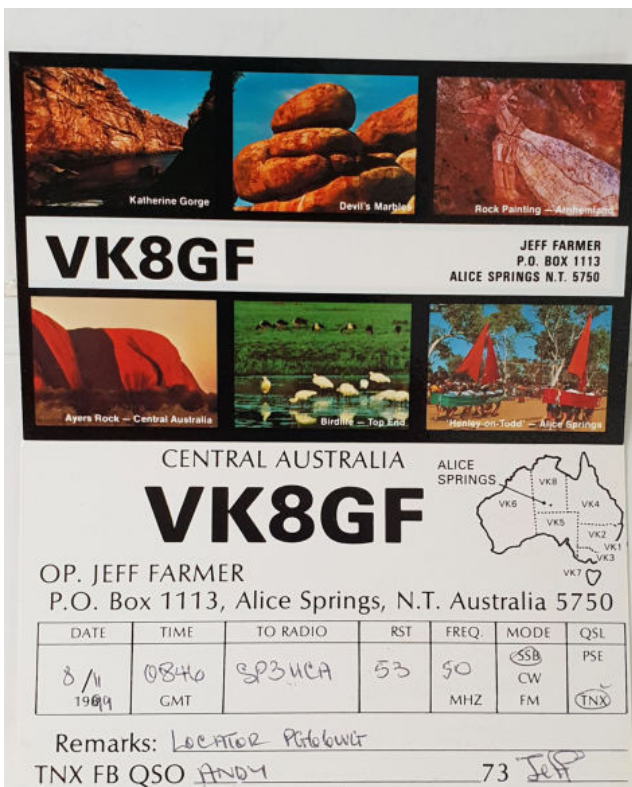 Katherine Gorge
Devil's Marbles
Rock Painting — Arnhemland
VK8GF
JEFF FARMER
P.O. BOX 1113
ALICE SPRINGS N.T. 5750
Ayers Rock — Central Australia
Birdlife — Top End
'Henley-on-Todd' — Alice Springs
CENTRAL AUSTRALIA
VK8GF
ALICE
SPRINGS
VK8
VK6
VK4
VK5
VK2
VK1
VK3
VK7
OP. JEFF FARMER
P.O. Box 1113, Alice Springs, N.T. Australia 5750
DATE TIME TO RADIO RST FREQ. MODE QSL
8/11 0846 SP3UCA 53 50 SSB PSE
CW
1999 GMT MHZ FM TNX
Remarks: LOCATOR
TNX FB QSO ANDY 73 Jeff